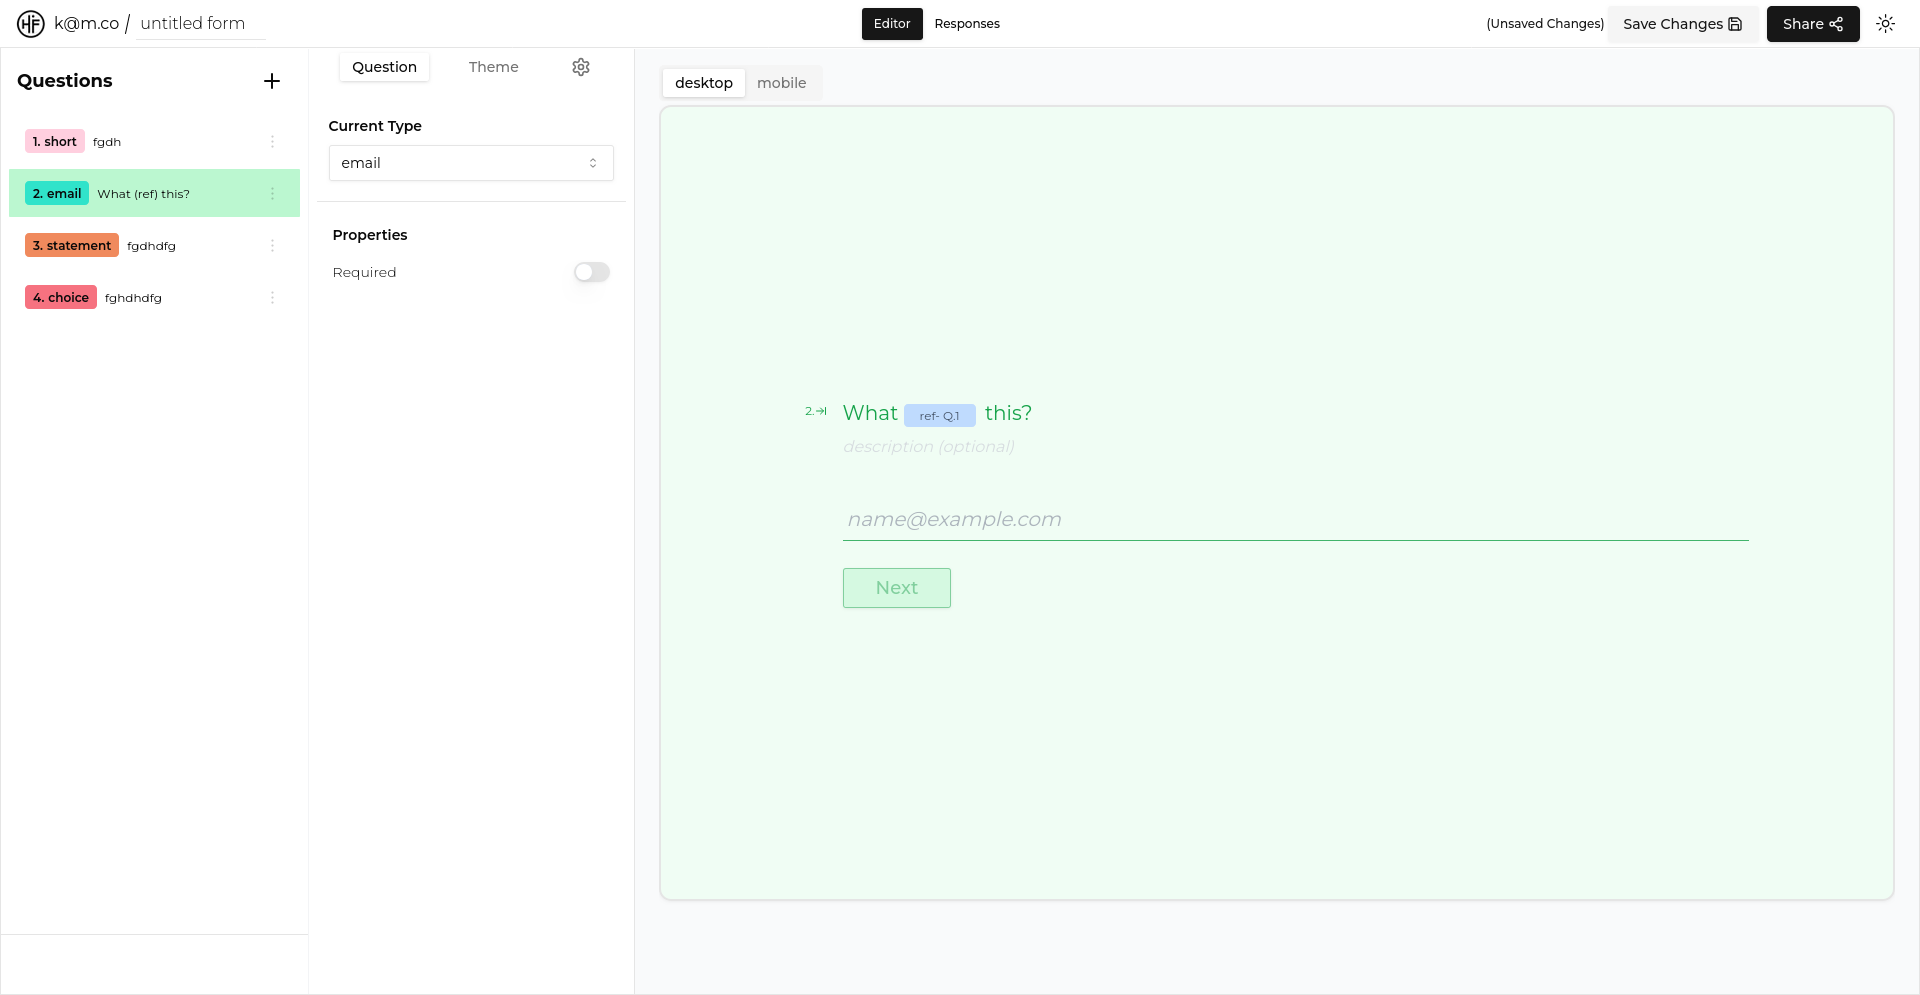 HF k@m.co / untitled form
Editor Responses
(Unsaved Changes) Save Changes Share
Questions
1. short fgdh
2. email What (ref) this?
3. statement fgdhdfg
4. choice fghdhdfg
Question Theme
Current Type
email
Properties
Required
desktop mobile
2. What ref- Q.1 this?
description (optional)
name@example.com
Next